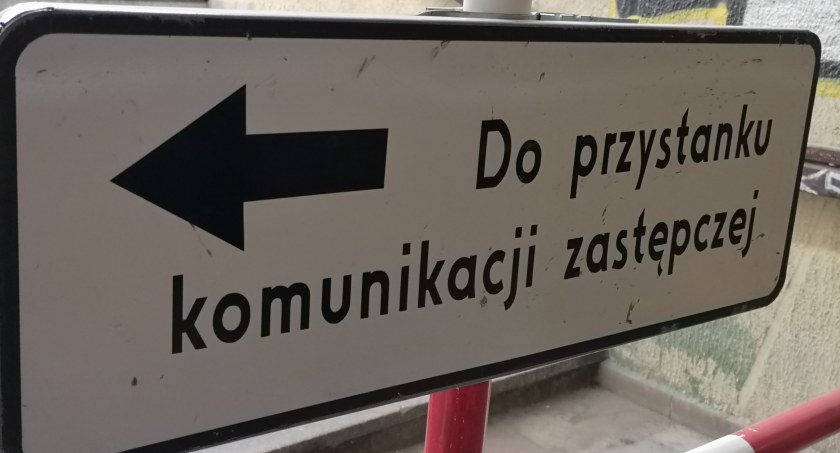 Do przystanku
komunikacji zastępczej